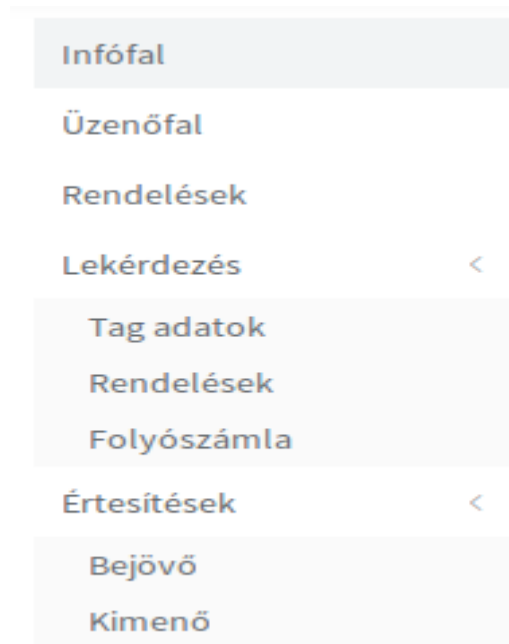 Infófal
Üzenőfal
Rendelések
Lekérdezés <
Tag adatok
Rendelések
Folyószámla
Értesítések <
Bejövő
Kimenő